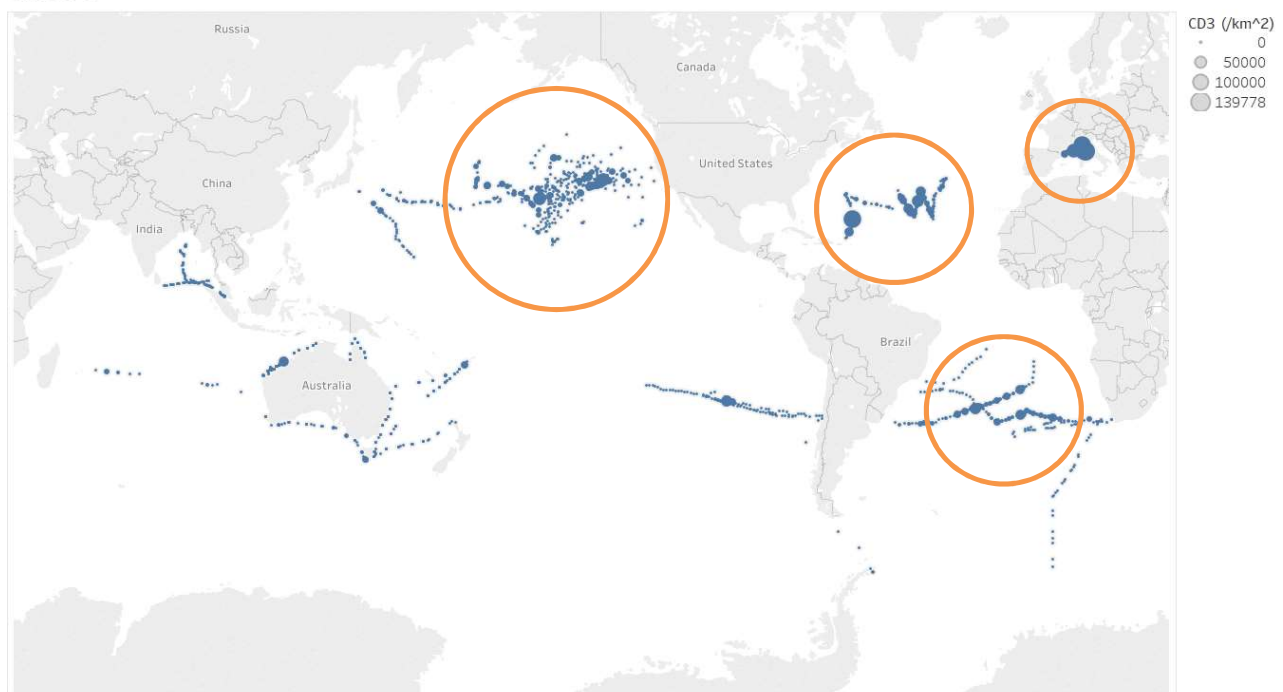 CD3 (/km^2)
0
50000
100000
139778
Russia
Canada
United States
China
India
Brazil
Australia